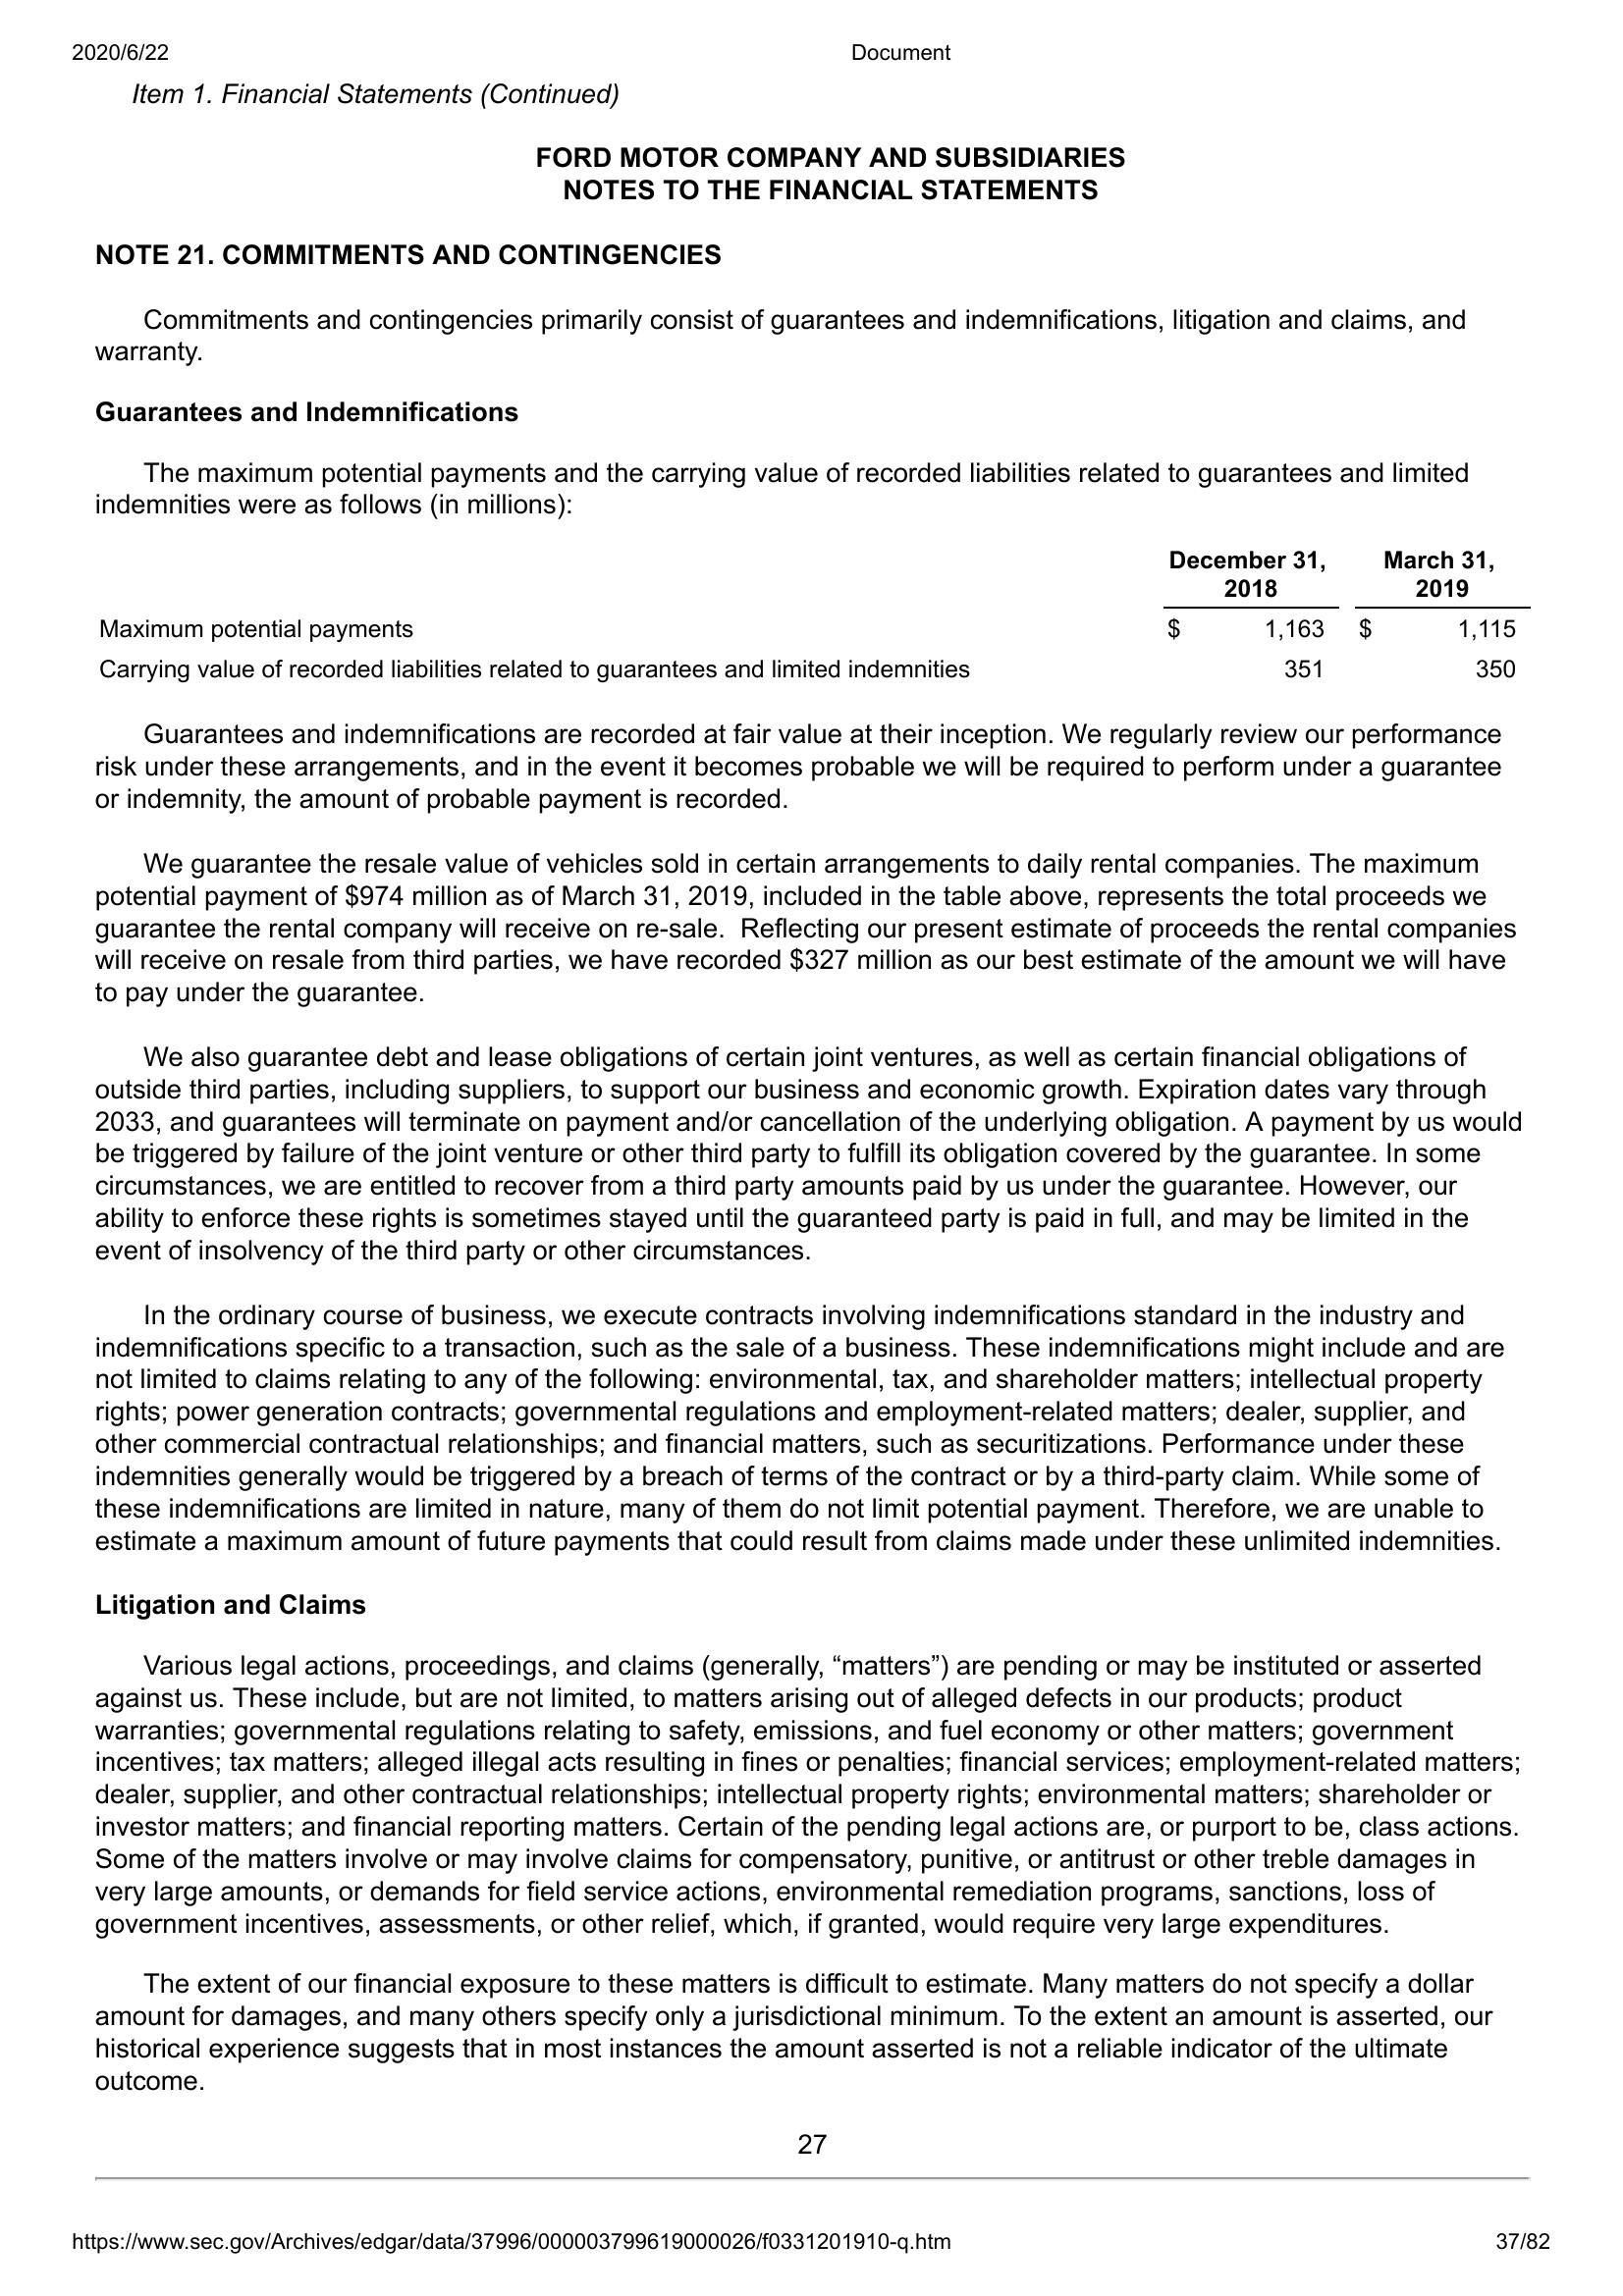 2020/6/22 Document
Item 1. Financial Statements (Continued)
FORD MOTOR COMPANY AND SUBSIDIARIES
NOTES TO THE FINANCIAL STATEMENTS
NOTE 21. COMMITMENTS AND CONTINGENCIES
Commitments and contingencies primarily consist of guarantees and indemnifications, litigation and claims, and
warranty.
Guarantees and Indemnifications
The maximum potential payments and the carrying value of recorded liabilities related to guarantees and limited
indemnities were as follows (in millions):
December 31, March 31,
2018 2019
Maximum potential payments $ 1,163 $ 1,115
Carrying value of recorded liabilities related to guarantees and limited indemnities 351 350
Guarantees and indemnifications are recorded at fair value at their inception. We regularly review our performance
risk under these arrangements, and in the event it becomes probable we will be required to perform under a guarantee
or indemnity, the amount of probable payment is recorded.
We guarantee the resale value of vehicles sold in certain arrangements to daily rental companies. The maximum
potential payment of $974 million as of March 31, 2019, included in the table above, represents the total proceeds we
guarantee the rental company will receive on re-sale.  Reflecting our present estimate of proceeds the rental companies
will receive on resale from third parties, we have recorded $327 million as our best estimate of the amount we will have
to pay under the guarantee.
We also guarantee debt and lease obligations of certain joint ventures, as well as certain financial obligations of
outside third parties, including suppliers, to support our business and economic growth. Expiration dates vary through
2033, and guarantees will terminate on payment and/or cancellation of the underlying obligation. A payment by us would
be triggered by failure of the joint venture or other third party to fulfill its obligation covered by the guarantee. In some
circumstances, we are entitled to recover from a third party amounts paid by us under the guarantee. However, our
ability to enforce these rights is sometimes stayed until the guaranteed party is paid in full, and may be limited in the
event of insolvency of the third party or other circumstances.
In the ordinary course of business, we execute contracts involving indemnifications standard in the industry and
indemnifications specific to a transaction, such as the sale of a business. These indemnifications might include and are
not limited to claims relating to any of the following: environmental, tax, and shareholder matters; intellectual property
rights; power generation contracts; governmental regulations and employment-related matters; dealer, supplier, and
other commercial contractual relationships; and financial matters, such as securitizations. Performance under these
indemnities generally would be triggered by a breach of terms of the contract or by a third-party claim. While some of
these indemnifications are limited in nature, many of them do not limit potential payment. Therefore, we are unable to
estimate a maximum amount of future payments that could result from claims made under these unlimited indemnities.
Litigation and Claims
Various legal actions, proceedings, and claims (generally, “matters”) are pending or may be instituted or asserted
against us. These include, but are not limited, to matters arising out of alleged defects in our products; product
warranties; governmental regulations relating to safety, emissions, and fuel economy or other matters; government
incentives; tax matters; alleged illegal acts resulting in fines or penalties; financial services; employment-related matters;
dealer, supplier, and other contractual relationships; intellectual property rights; environmental matters; shareholder or
investor matters; and financial reporting matters. Certain of the pending legal actions are, or purport to be, class actions.
Some of the matters involve or may involve claims for compensatory, punitive, or antitrust or other treble damages in
very large amounts, or demands for field service actions, environmental remediation programs, sanctions, loss of
government incentives, assessments, or other relief, which, if granted, would require very large expenditures.
The extent of our financial exposure to these matters is difficult to estimate. Many matters do not specify a dollar
amount for damages, and many others specify only a jurisdictional minimum. To the extent an amount is asserted, our
historical experience suggests that in most instances the amount asserted is not a reliable indicator of the ultimate
outcome.
27
https://www.sec.gov/Archives/edgar/data/37996/000003799619000026/f0331201910-q.htm 37/82